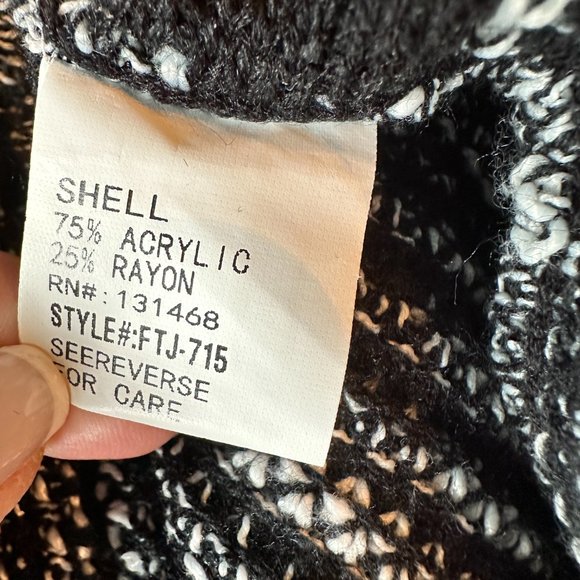 SHELL
75% ACRYLIC
25% RAYON
RN#: 131468
STYLE#:FTJ-715
SEEREVERSE
FOR CARE